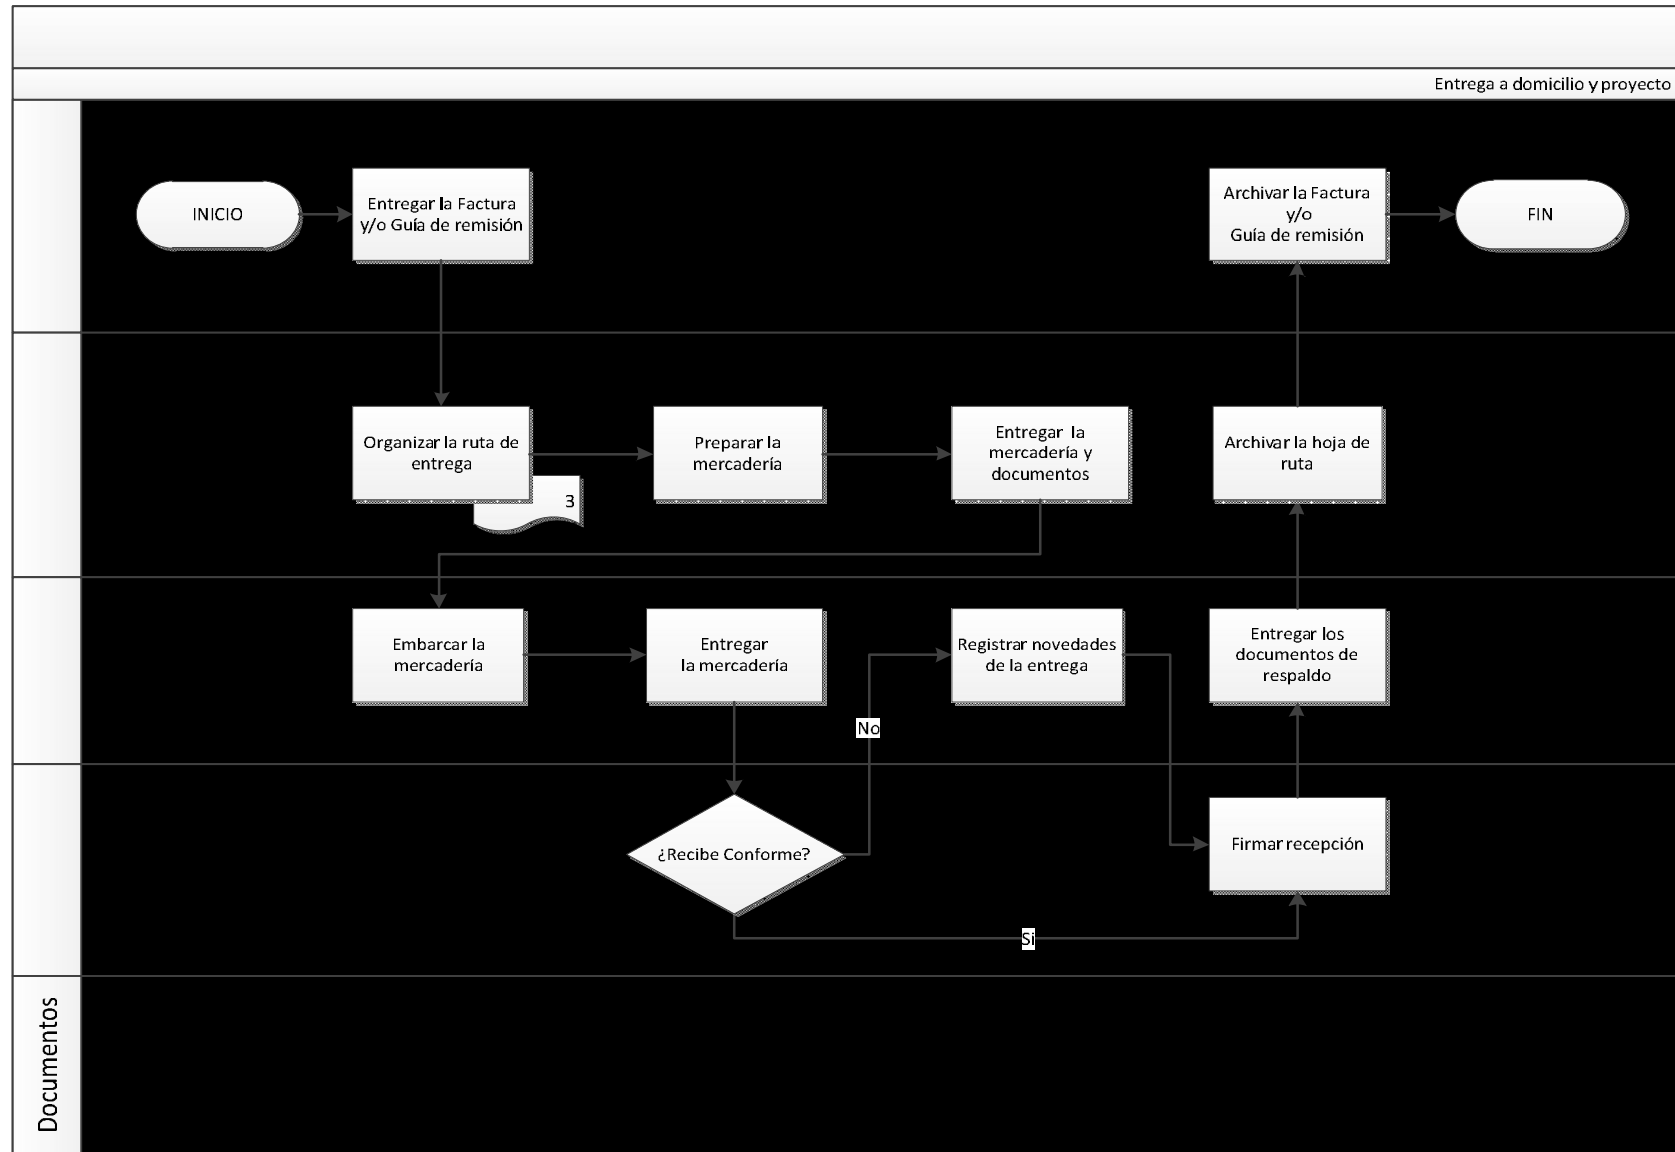 Entrega a domicilio y proyecto
INICIO
Entregar la Factura
y/o Guía de remisión
Archivar la Factura
y/o
Guía de remisión
FIN
Organizar la ruta de
entrega
3
Preparar la
mercadería
Entregar la
mercadería y
documentos
Archivar la hoja de
ruta
Embarcar la
mercadería
Entregar
la mercadería
Registrar novedades
de la entrega
Entregar los
documentos de
respaldo
No
¿Recibe Conforme?
Firmar recepción
Si
Documentos